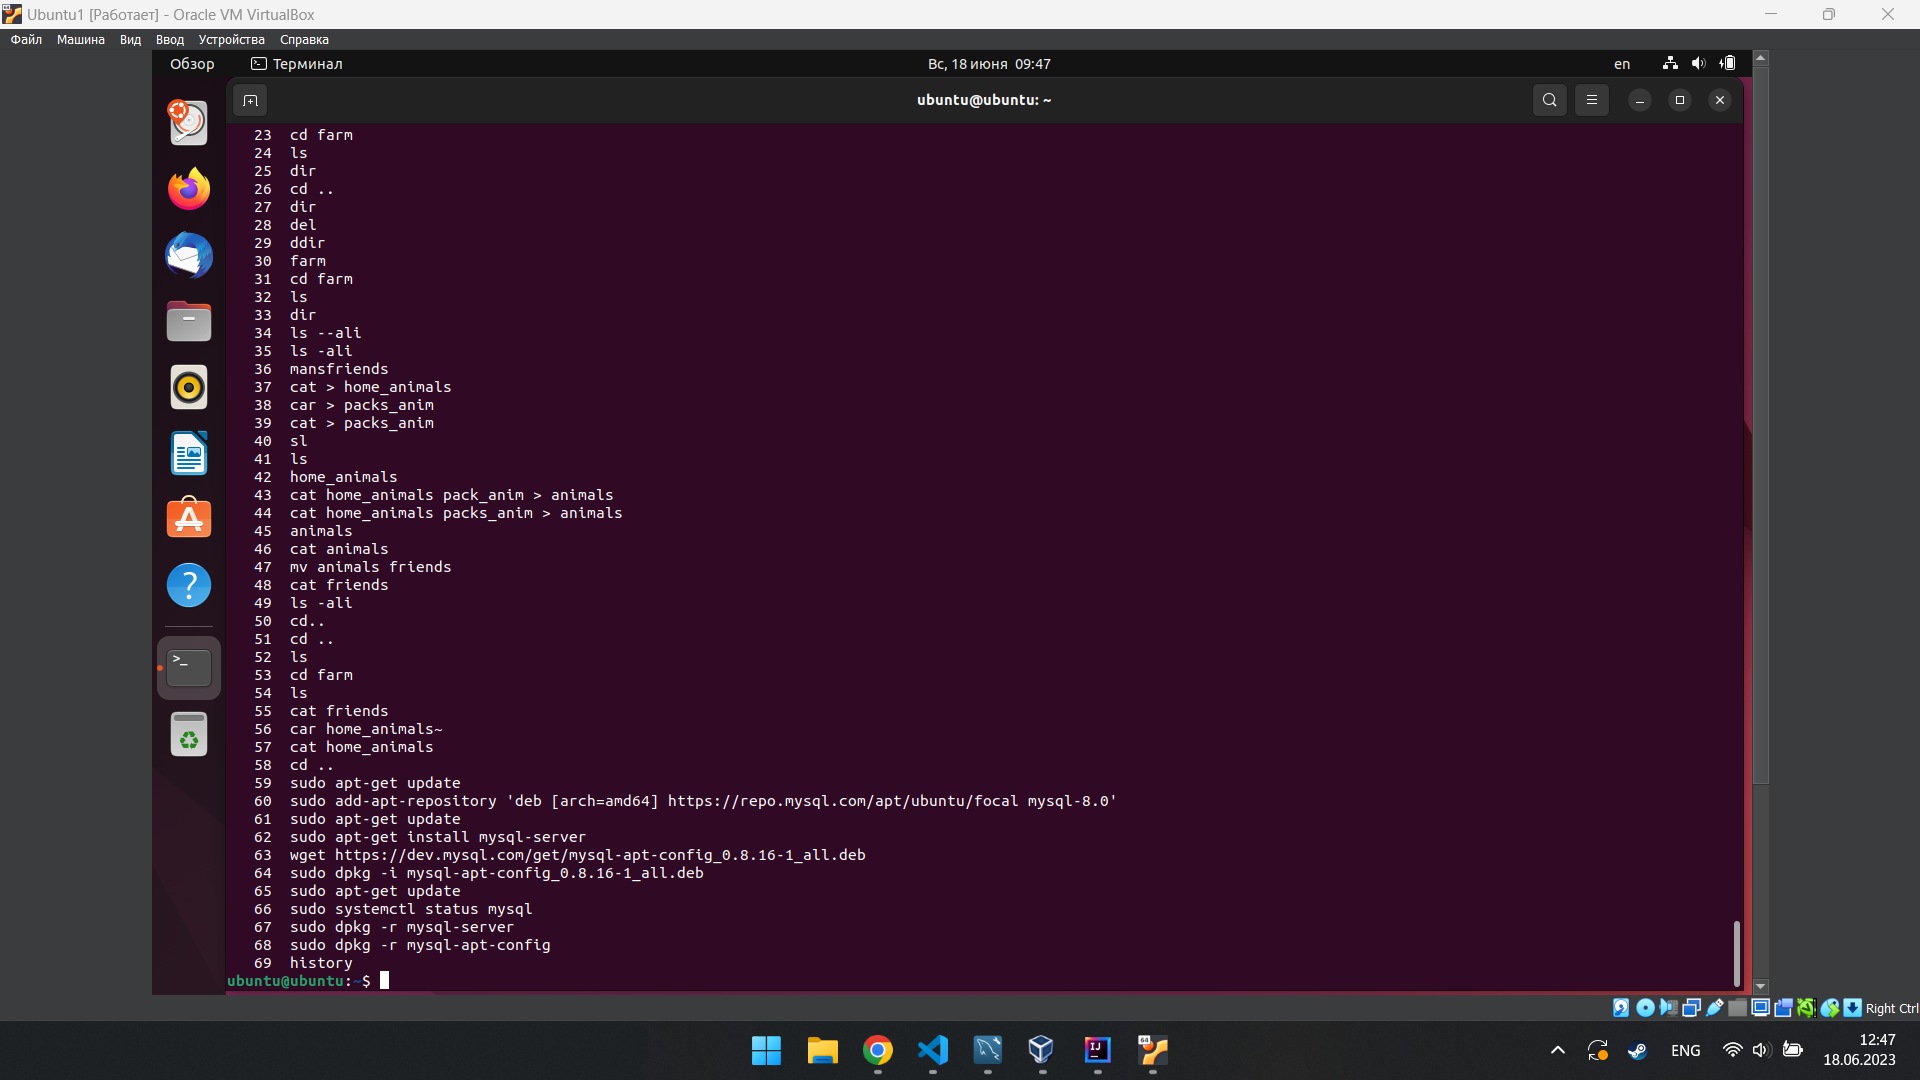 Ubuntu1 [Работает] - Oracle VM VirtualBox
Файл Машина Вид Ввод Устройства Справка
Обзор Терминал Вс, 18 июня 09:47 en
ubuntu@ubuntu: ~
23 cd farm
24 ls
25 dir
26 cd ..
27 dir
28 del
29 ddir
30 farm
31 cd farm
32 ls
33 dir
34 ls --ali
35 ls -ali
36 mansfriends
37 cat > home_animals
38 car > packs_anim
39 cat > packs_anim
40 sl
41 ls
42 home_animals
43 cat home_animals pack_anim > animals
44 cat home_animals packs_anim > animals
45 animals
46 cat animals
47 mv animals friends
48 cat friends
49 ls -ali
50 cd..
51 cd ..
52 ls
53 cd farm
54 ls
55 cat friends
56 car home_animals~
57 cat home_animals
58 cd ..
59 sudo apt-get update
60 sudo add-apt-repository 'deb [arch=amd64] https://repo.mysql.com/apt/ubuntu/focal mysql-8.0'
61 sudo apt-get update
62 sudo apt-get install mysql-server
63 wget https://dev.mysql.com/get/mysql-apt-config_0.8.16-1_all.deb
64 sudo dpkg -i mysql-apt-config_0.8.16-1_all.deb
65 sudo apt-get update
66 sudo systemctl status mysql
67 sudo dpkg -r mysql-server
68 sudo dpkg -r mysql-apt-config
69 history
ubuntu@ubuntu:~$
Right Ctrl
ENG 12:47
18.06.2023